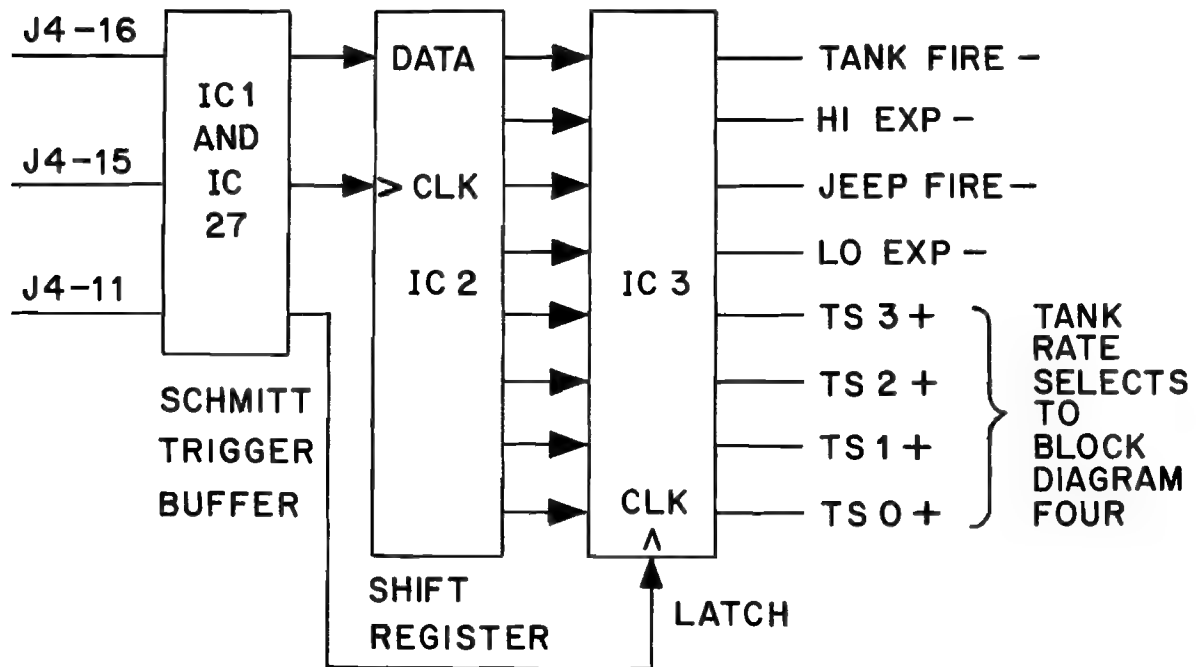 J4-16
J4-15
J4-11
IC1
AND
IC
27
SCHMITT
TRIGGER
BUFFER
DATA
> CLK
IC 2
SHIFT
REGISTER
IC 3
CLK
LATCH
TANK FIRE -
HI EXP -
JEEP FIRE -
LO EXP -
TS 3 +
TS 2 +
TS 1 +
TS 0 +
TANK
RATE
SELECTS
TO
BLOCK
DIAGRAM
FOUR